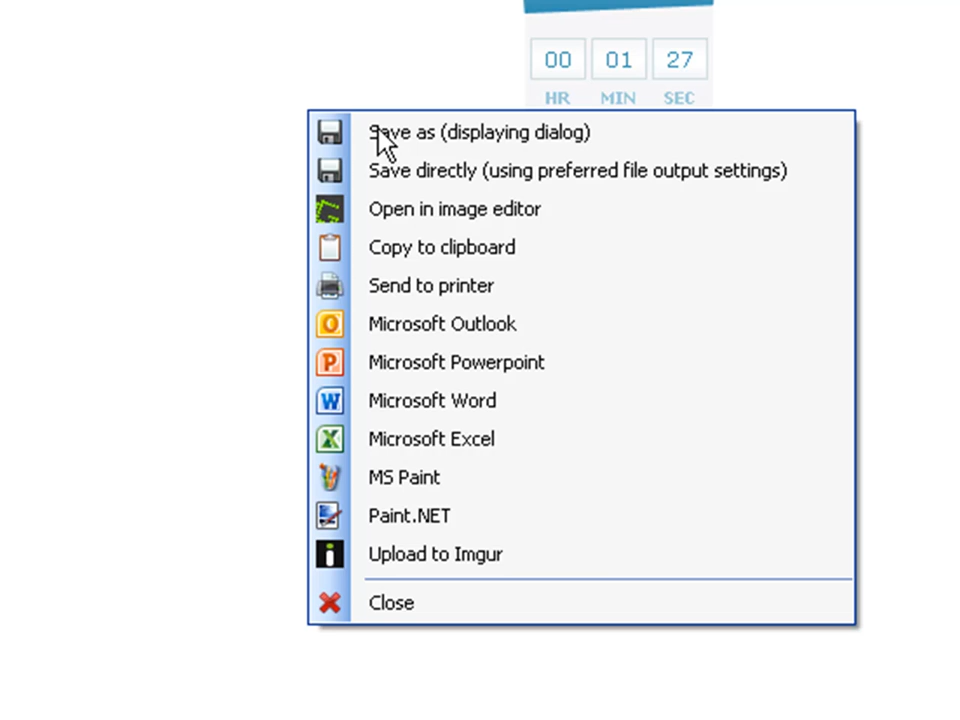 00 01 27
HR MIN SEC
Save as (displaying dialog)
Save directly (using preferred file output settings)
Open in image editor
Copy to clipboard
Send to printer
Microsoft Outlook
Microsoft Powerpoint
Microsoft Word
Microsoft Excel
MS Paint
Paint.NET
Upload to Imgur
Close